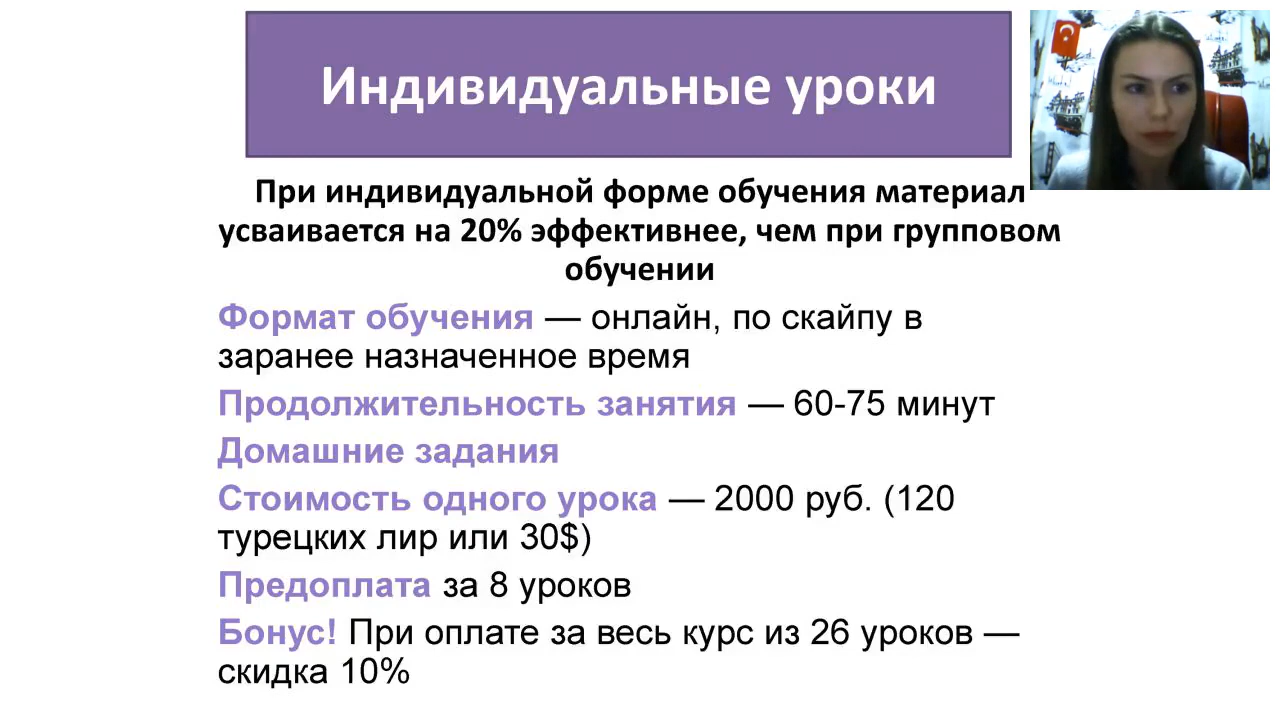 Индивидуальные уроки
При индивидуальной форме обучения материал
усваивается на 20% эффективнее, чем при групповом
обучении
Формат обучения — онлайн, по скайпу в
заранее назначенное время
Продолжительность занятия — 60-75 минут
Домашние задания
Стоимость одного урока — 2000 руб. (120
турецких лир или 30$)
Предоплата за 8 уроков
Бонус! При оплате за весь курс из 26 уроков —
скидка 10%